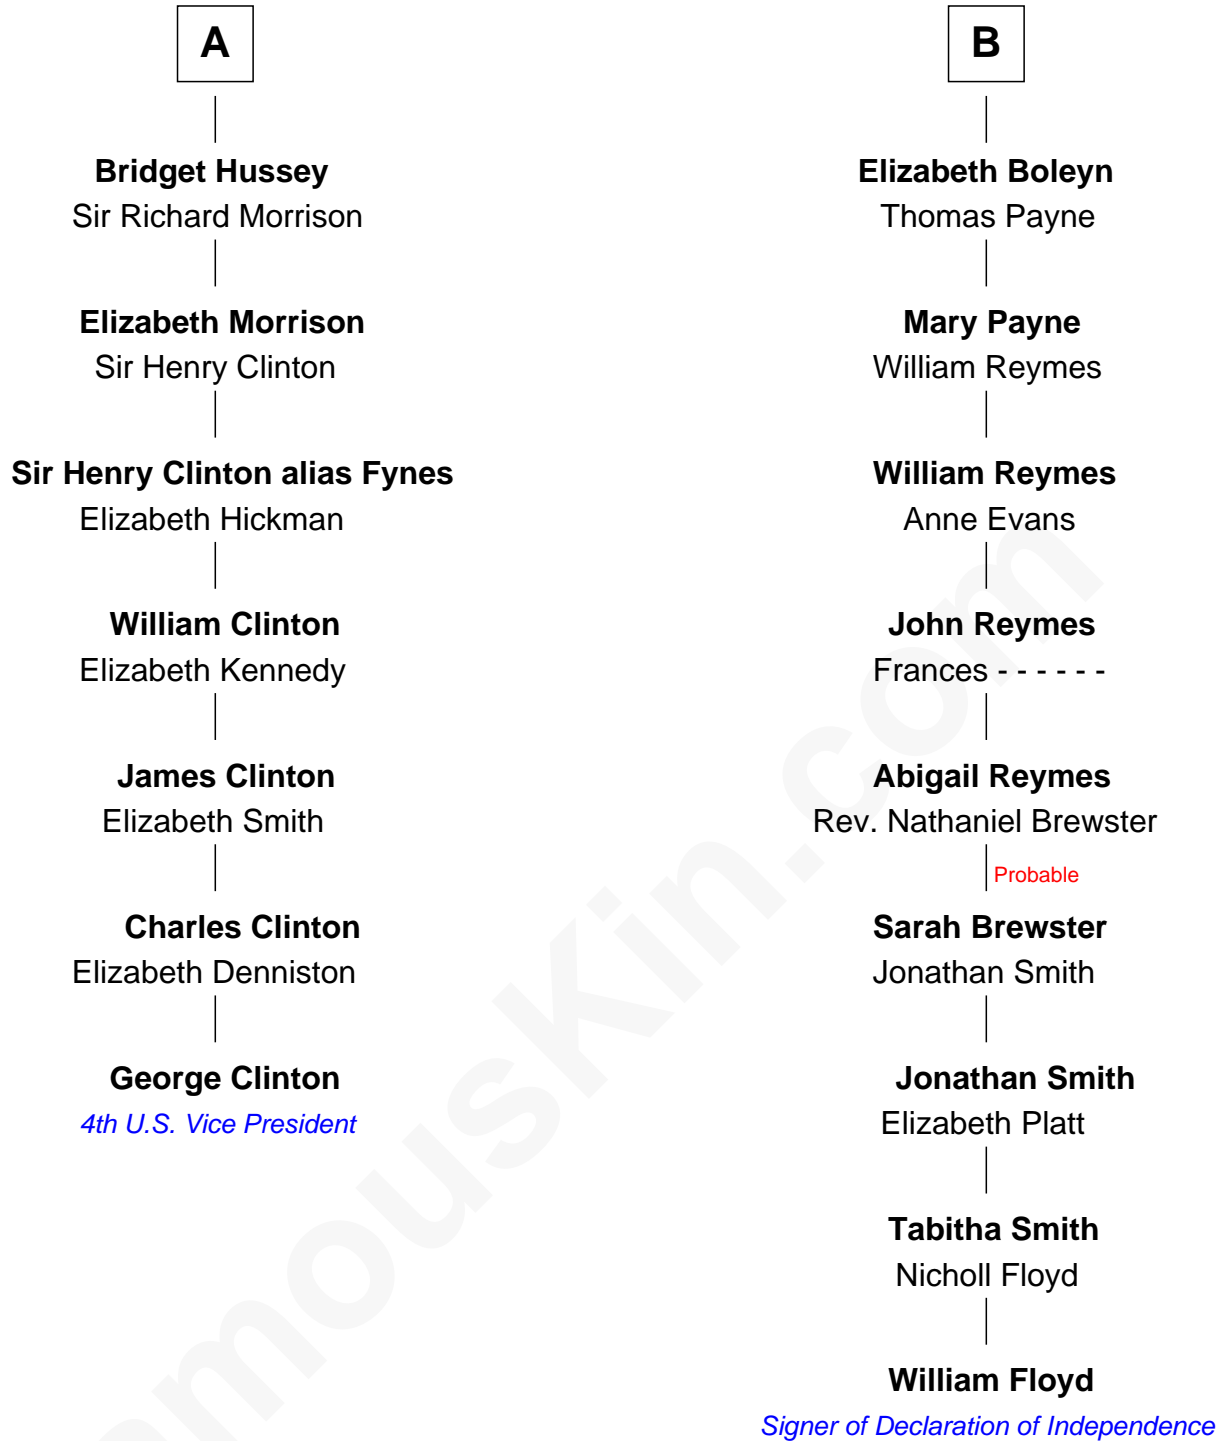 A
Bridget Hussey
Sir Richard Morrison
Elizabeth Morrison
Sir Henry Clinton
Sir Henry Clinton alias Fynes
Elizabeth Hickman
William Clinton
Elizabeth Kennedy
James Clinton
Elizabeth Smith
Charles Clinton
Elizabeth Denniston
George Clinton
4th U.S. Vice President
B
Elizabeth Boleyn
Thomas Payne
Mary Payne
William Reymes
William Reymes
Anne Evans
John Reymes
Frances - - - - - -
Abigail Reymes
Rev. Nathaniel Brewster
Probable
Sarah Brewster
Jonathan Smith
Jonathan Smith
Elizabeth Platt
Tabitha Smith
Nicholl Floyd
William Floyd
Signer of Declaration of Independence
amouskin.com